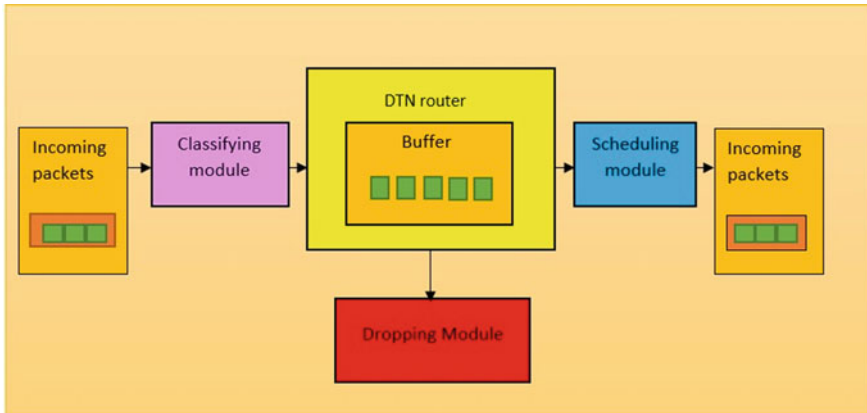 Incoming
packets
Classifying
module
DTN router
Buffer
Scheduling
module
Incoming
packets
Dropping Module